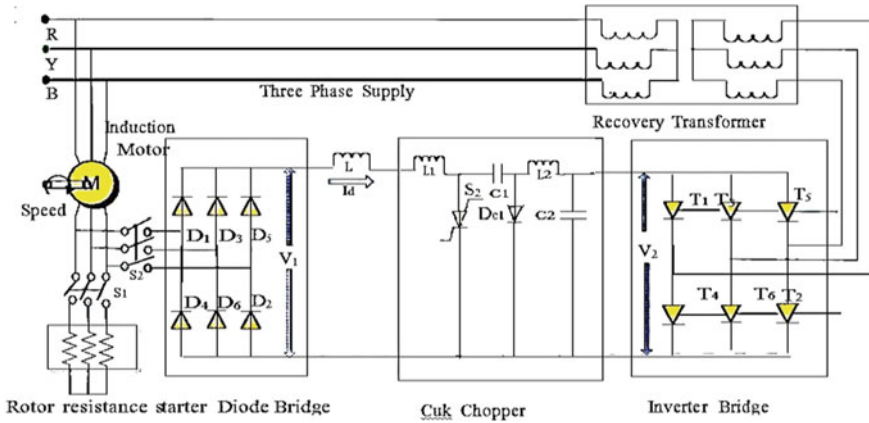 R
Y
B
Three Phase Supply
Recovery Transformer
Induction
Motor
M
Speed
S2
S1
D1 D3 D5
D4 D6 D2
V1
L
Id
L1
S2
C1
Dc1
L2
C2
V2
T1 T3 T5
T4 T6 T2
Rotor resistance starter Diode Bridge
Cuk Chopper
Inverter Bridge